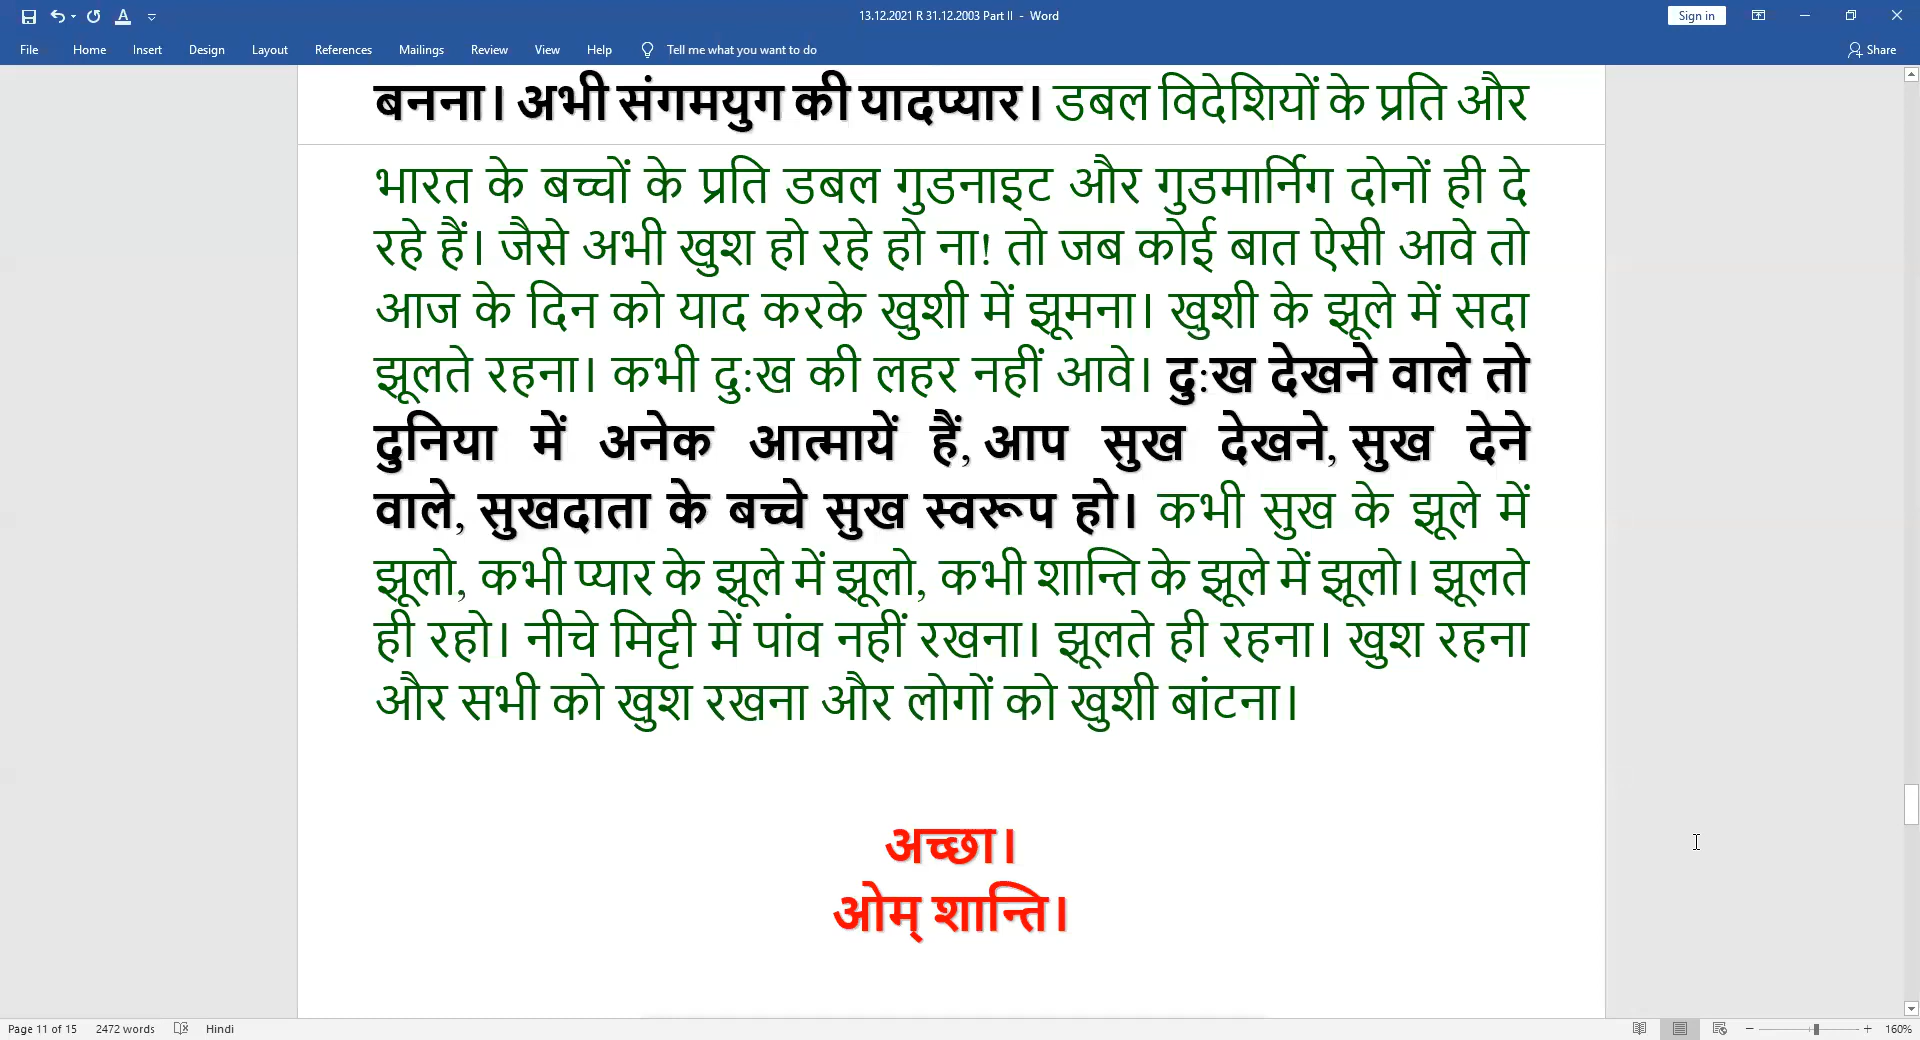 13.12.2021 R 31.12.2003 Part II - Word
Sign in
File Home Insert Design Layout References Mailings Review View Help Tell me what you want to do Share
बनना। अभी संगमयुग की यादप्यार। डबल विदेशियों के प्रति और
भारत के बच्चों के प्रति डबल गुडनाइट और गुडमार्निंग दोनों ही दे
रहे हैं। जैसे अभी खुश हो रहे हो ना! तो जब कोई बात ऐसी आवे तो
आज के दिन को याद करके खुशी में झूमना। खुशी के झूले में सदा
झूलते रहना। कभी दु:ख की लहर नहीं आवे। दु:ख देखने वाले तो
दुनिया में अनेक आत्मायें हैं, आप सुख देखने, सुख देने
वाले, सुखदाता के बच्चे सुख स्वरूप हो। कभी सुख के झूले में
झूलो, कभी प्यार के झूले में झूलो, कभी शान्ति के झूले में झूलो। झूलते
ही रहो। नीचे मिट्टी में पांव नहीं रखना। झूलते ही रहना। खुश रहना
और सभी को खुश रखना और लोगों को खुशी बांटना।
अच्छा।
ओम् शान्ति।
Page 11 of 15 2472 words Hindi 160%